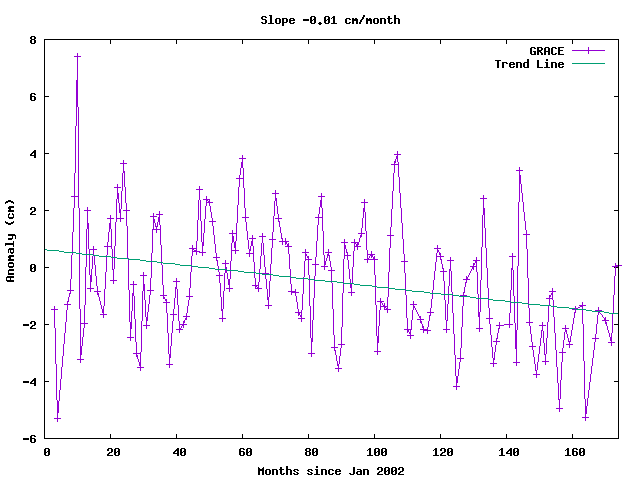 Slope -0.01 cm/month
GRACE
Trend Line
8
6
4
2
0
-2
-4
-6
Anomaly (cm)
0 20 40 60 80 100 120 140 160
Months since Jan 2002